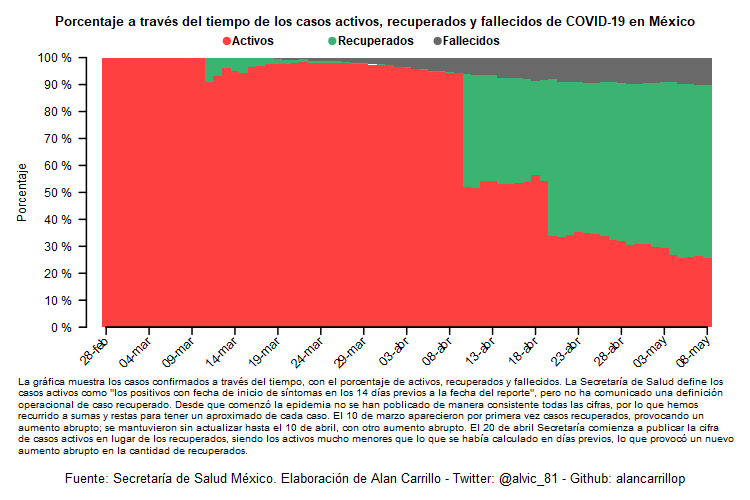 Porcentaje a través del tiempo de los casos activos, recuperados y fallecidos de COVID-19 en México
Activos Recuperados Fallecidos
100 %
90 %
80 %
70 %
60 %
50 %
40 %
30 %
20 %
10 %
0 %
Porcentaje
28-feb 04-mar 09-mar 14-mar 19-mar 24-mar 29-mar 03-abr 08-abr 13-abr 18-abr 23-abr 28-abr 03-may 08-may
La gráfica muestra los casos confirmados a través del tiempo, con el porcentaje de activos, recuperados y fallecidos. La Secretaría de Salud define los
casos activos como "los positivos con fecha de inicio de síntomas en los 14 días previos a la fecha del reporte", pero no ha comunicado una definición
operacional de caso recuperado. Desde que comenzó la epidemia no se han poblicado de manera consistente todas las cifras, por lo que hemos
recurrido a sumas y restas para tener un aproximado de cada caso. El 10 de marzo aparecieron por primera vez casos recuperados, provocando un
aumento abrupto; se mantuvieron sin actualizar hasta el 10 de abril, con otro aumento abrupto. El 20 de abril Secretaría comienza a publicar la cifra
de casos activos en lugar de los recuperados, siendo los activos mucho menores que lo que se había calculado en días previos, lo que provocó un nuevo
aumento abrupto en la cantidad de recuperados.
Fuente: Secretaría de Salud México. Elaboración de Alan Carrillo - Twitter: @alvic_81 - Github: alancarrillop